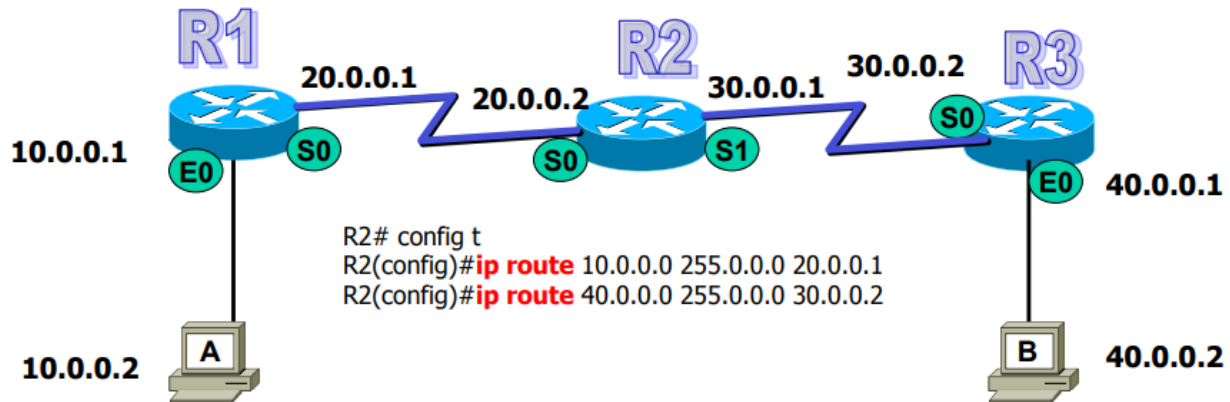 R1
R2
R3
20.0.0.1
20.0.0.2
30.0.0.1
30.0.0.2
10.0.0.1
E0
S0
S0
S1
S0
E0
40.0.0.1
R2# config t
R2(config)#ip route 10.0.0.0 255.0.0.0 20.0.0.1
R2(config)#ip route 40.0.0.0 255.0.0.0 30.0.0.2
10.0.0.2
A
B
40.0.0.2